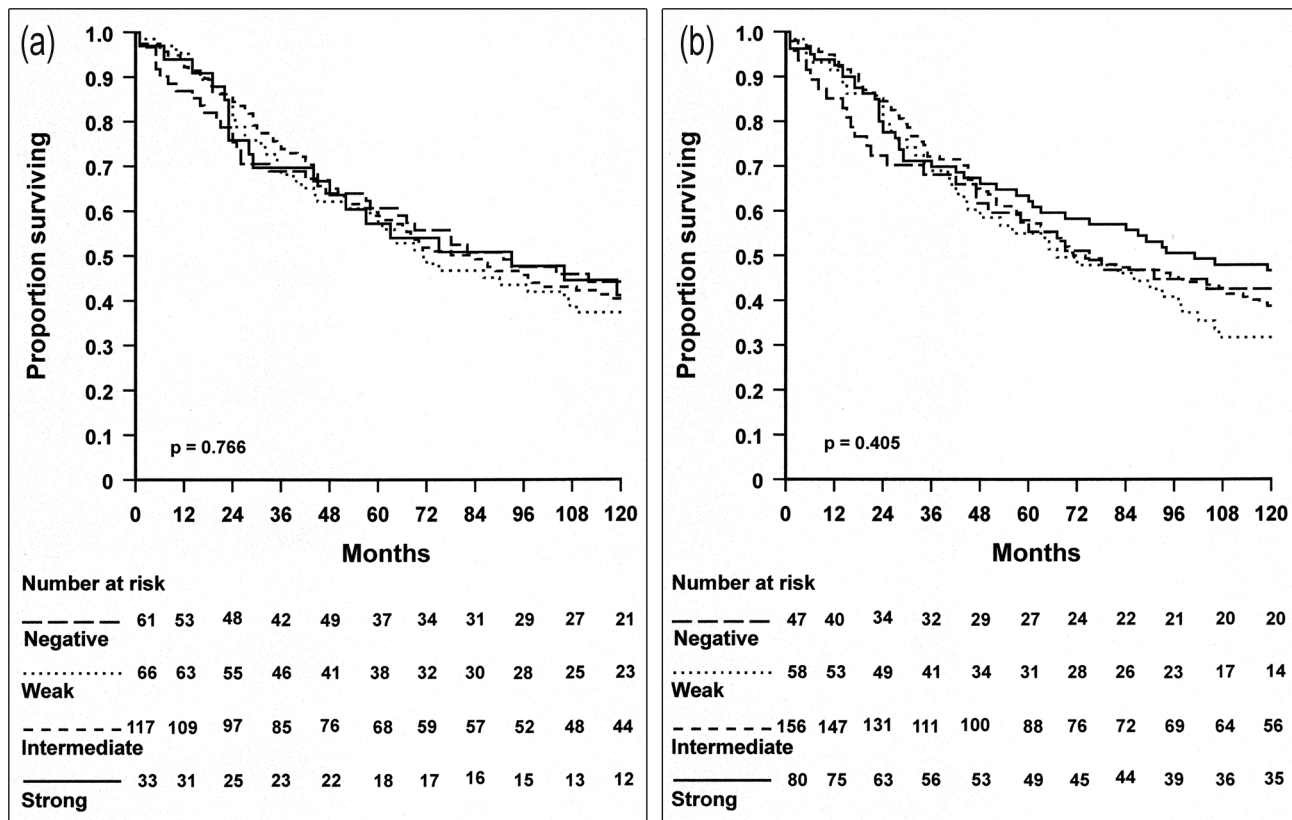 (a)
1.0
0.9
0.8
0.7
0.6
0.5
0.4
0.3
0.2
0.1
0
Proportion surviving
p = 0.766
0 12 24 36 48 60 72 84 96 108 120
Months
Number at risk
61 53 48 42 49 37 34 31 29 27 21
Negative
66 63 55 46 41 38 32 30 28 25 23
Weak
117 109 97 85 76 68 59 57 52 48 44
Intermediate
33 31 25 23 22 18 17 16 15 13 12
Strong
(b)
1.0
0.9
0.8
0.7
0.6
0.5
0.4
0.3
0.2
0.1
0
Proportion surviving
p = 0.405
0 12 24 36 48 60 72 84 96 108 120
Months
Number at risk
47 40 34 32 29 27 24 22 21 20 20
Negative
58 53 49 41 34 31 28 26 23 17 14
Weak
156 147 131 111 100 88 76 72 69 64 56
Intermediate
80 75 63 56 53 49 45 44 39 36 35
Strong